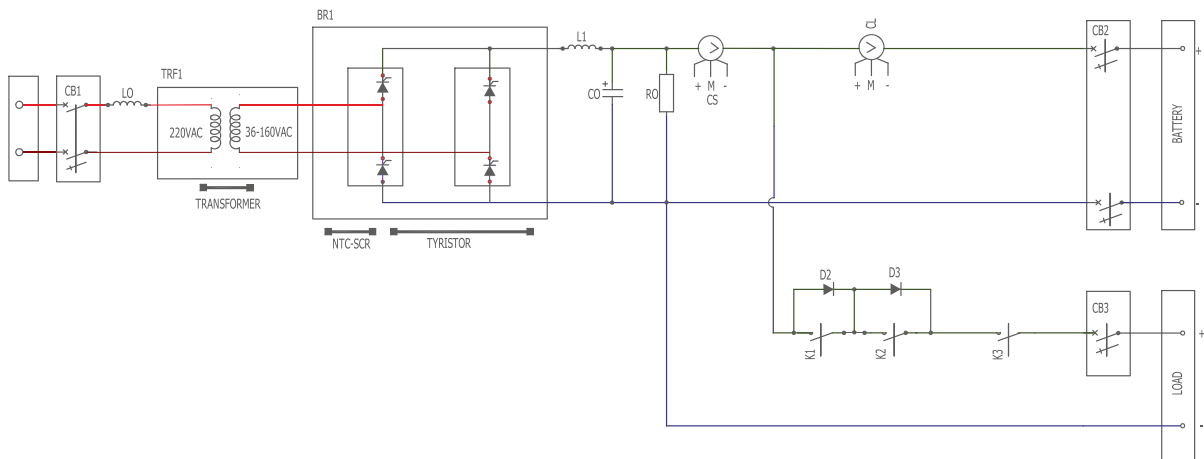 BR1
CL
L1
CB2
+
TRF1
CB1
LO
+
CO
RO
+ M -
CS
+ M -
220VAC
36-160VAC
BATTERY
TRANSFORMER
-
NTC-SCR
TYRISTOR
D2
D3
CB3
+
K1
K2
K3
LOAD
-